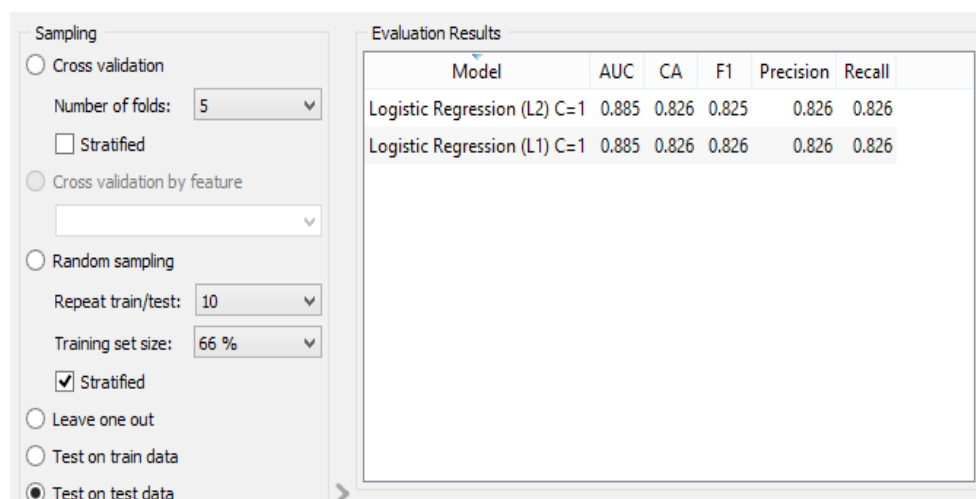 Sampling
Cross validation
Number of folds: 5
Stratified
Cross validation by feature
Random sampling
Repeat train/test: 10
Training set size: 66 %
Stratified
Leave one out
Test on train data
Test on test data
Evaluation Results
Model AUC CA F1 Precision Recall
Logistic Regression (L2) C=1 0.885 0.826 0.825 0.826 0.826
Logistic Regression (L1) C=1 0.885 0.826 0.826 0.826 0.826